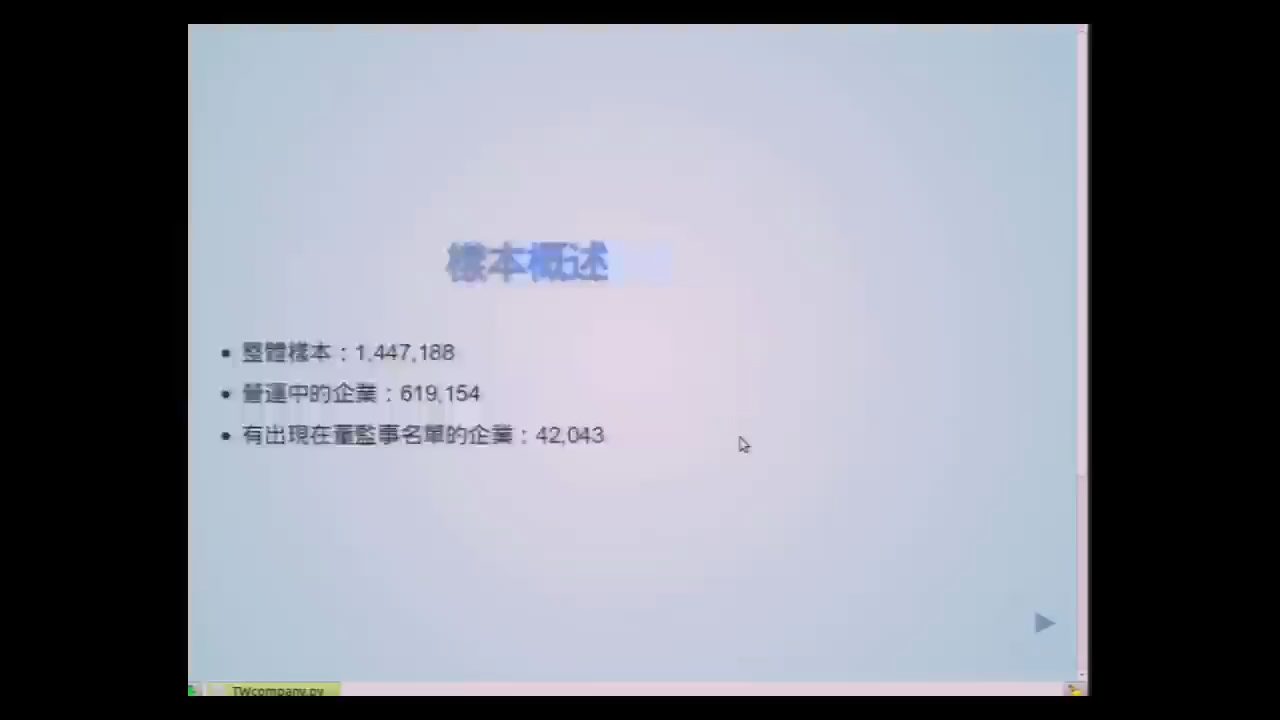 樣本概述
整體樣本：1,447,188
營運中的企業：619,154
有出現在董監事名單的企業：42,043
TWcompany.py